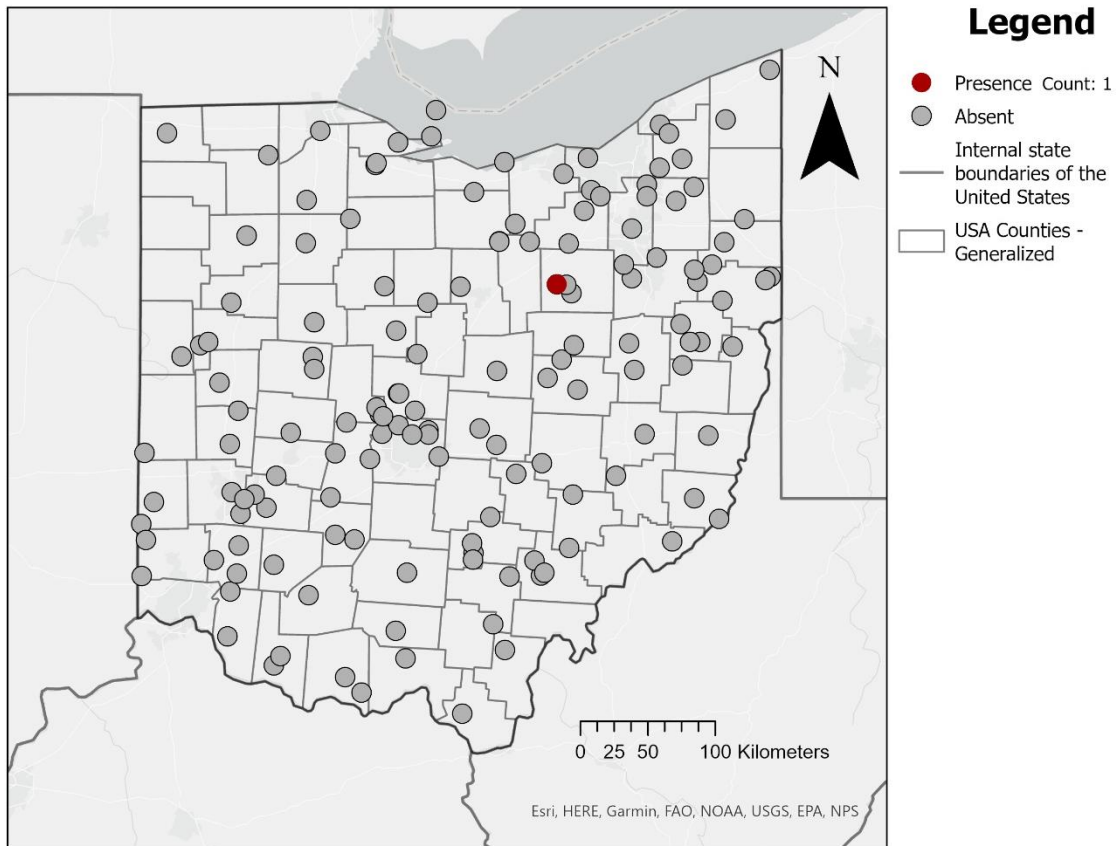 Legend
N
Presence Count: 1
Absent
Internal state
boundaries of the
United States
USA Counties -
Generalized
0 25 50 100 Kilometers
Esri, HERE, Garmin, FAO, NOAA, USGS, EPA, NPS